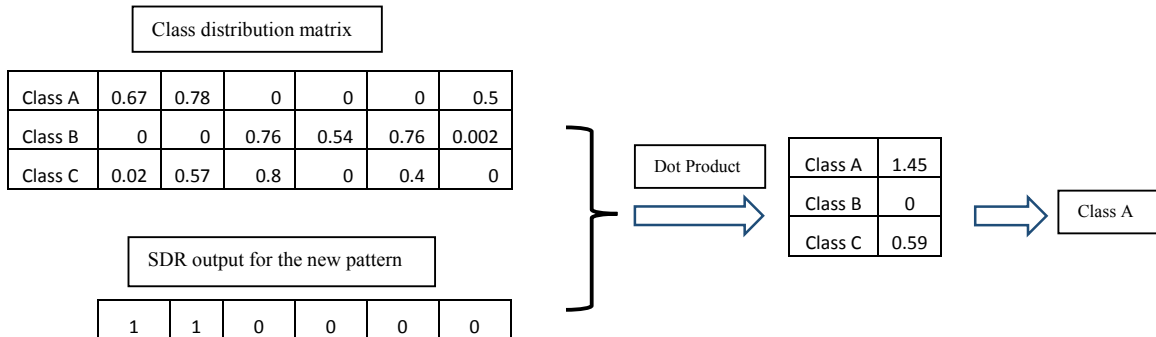 Class distribution matrix
Class A 0.67 0.78 0 0 0 0.5
Class B 0 0 0.76 0.54 0.76 0.002
Class C 0.02 0.57 0.8 0 0.4 0
SDR output for the new pattern
1 1 0 0 0 0
Dot Product
Class A 1.45
Class B 0
Class C 0.59
Class A